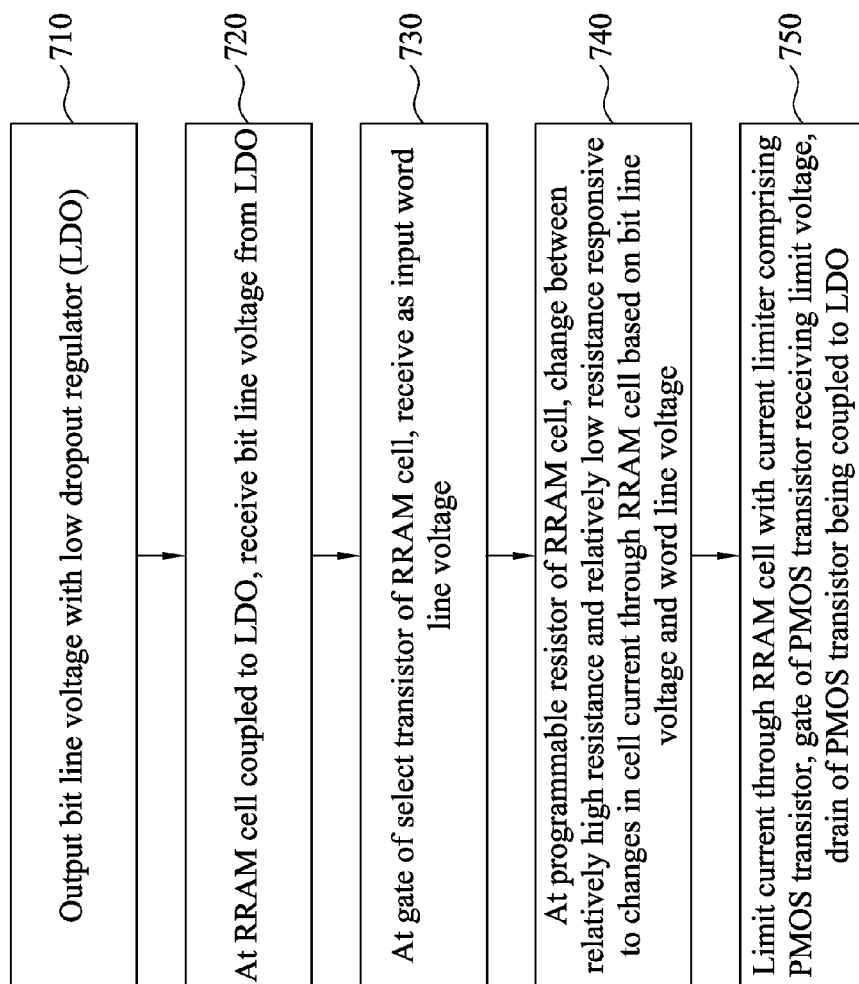 Output bit line voltage with low dropout regulator (LDO)
710
At RRAM cell coupled to LDO, receive bit line voltage from LDO
720
At gate of select transistor of RRAM cell, receive as input word
line voltage
730
At programmable resistor of RRAM cell, change between
relatively high resistance and relatively low resistance responsive
to changes in cell current through RRAM cell based on bit line
voltage and word line voltage
740
Limit current through RRAM cell with current limiter comprising
PMOS transistor, gate of PMOS transistor receiving limit voltage,
drain of PMOS transistor being coupled to LDO
750